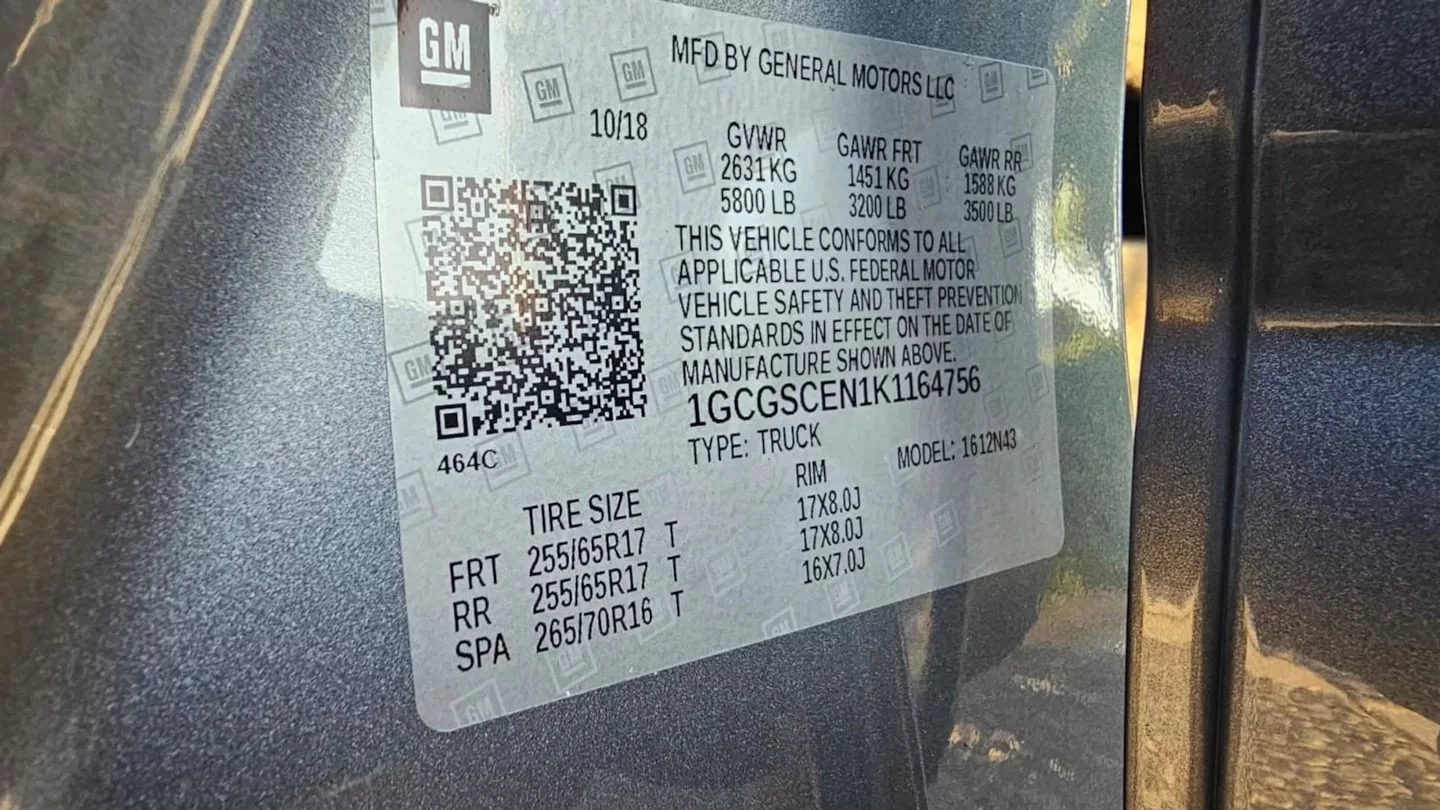 GM
MFD BY GENERAL MOTORS LLC
10/18
GVWR GAWR FRT GAWR RR
2631 KG 1451 KG 1588 KG
5800 LB 3200 LB 3500 LB
THIS VEHICLE CONFORMS TO ALL
APPLICABLE U.S. FEDERAL MOTOR
VEHICLE SAFETY AND THEFT PREVENTION
STANDARDS IN EFFECT ON THE DATE OF
MANUFACTURE SHOWN ABOVE.
1GCGSCEN1K1164756
TYPE: TRUCK MODEL: 1612N43
464C
TIRE SIZE RIM
FRT 255/65R17 T 17X8.0J
RR 255/65R17 T 17X8.0J
SPA 265/70R16 T 16X7.0J